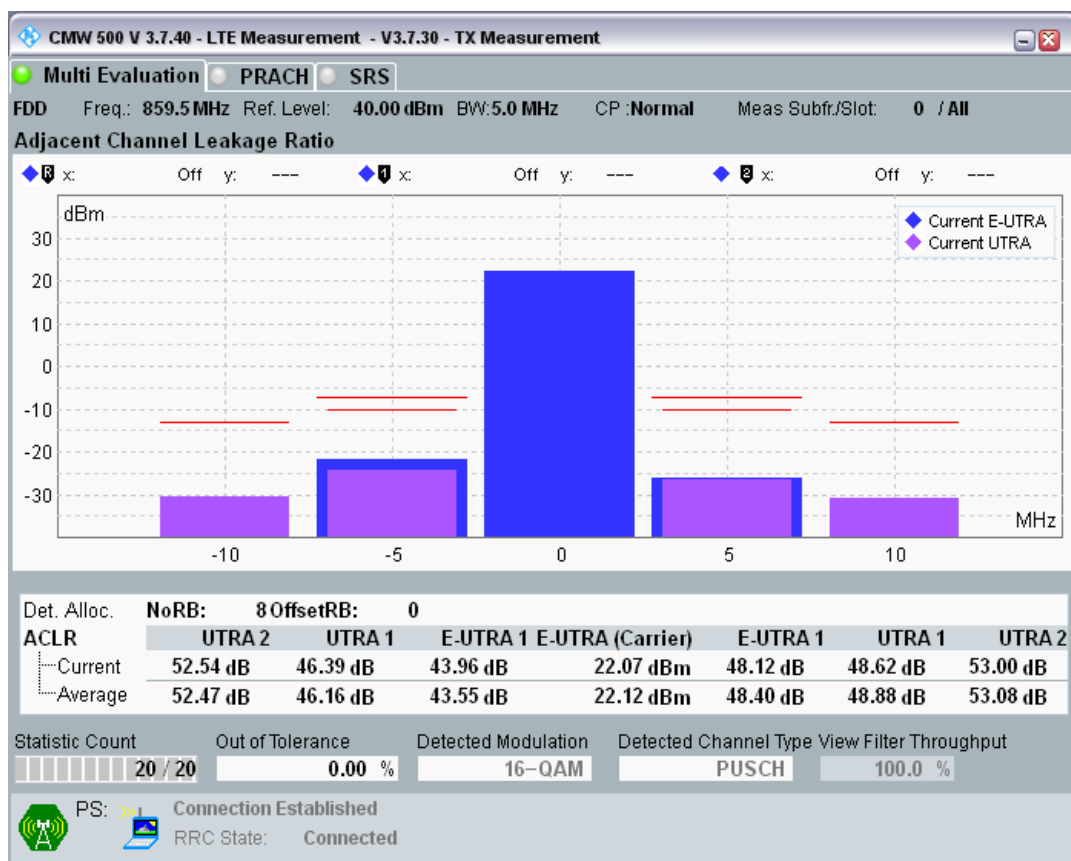 CMW 500 V 3.7.40 - LTE Measurement - V3.7.30 - TX Measurement
Multi Evaluation PRACH SRS
FDD Freq.: 859.5 MHz Ref. Level: 40.00 dBm BW:5.0 MHz CP :Normal Meas Subfr./Slot: 0 / All
Adjacent Channel Leakage Ratio
R x: Off y: --- 1 x: Off y: --- 2 x: Off y: ---
dBm
Current E-UTRA
Current UTRA
30
20
10
0
-10
-20
-30
MHz
-10 -5 0 5 10
Det. Alloc. NoRB: 8 OffsetRB: 0
ACLR UTRA 2 UTRA 1 E-UTRA 1 E-UTRA (Carrier) E-UTRA 1 UTRA 1 UTRA 2
Current 52.54 dB 46.39 dB 43.96 dB 22.07 dBm 48.12 dB 48.62 dB 53.00 dB
Average 52.47 dB 46.16 dB 43.55 dB 22.12 dBm 48.40 dB 48.88 dB 53.08 dB
Statistic Count Out of Tolerance Detected Modulation Detected Channel Type View Filter Throughput
20 / 20 0.00 % 16-QAM PUSCH 100.0 %
PS: Connection Established
RRC State: Connected